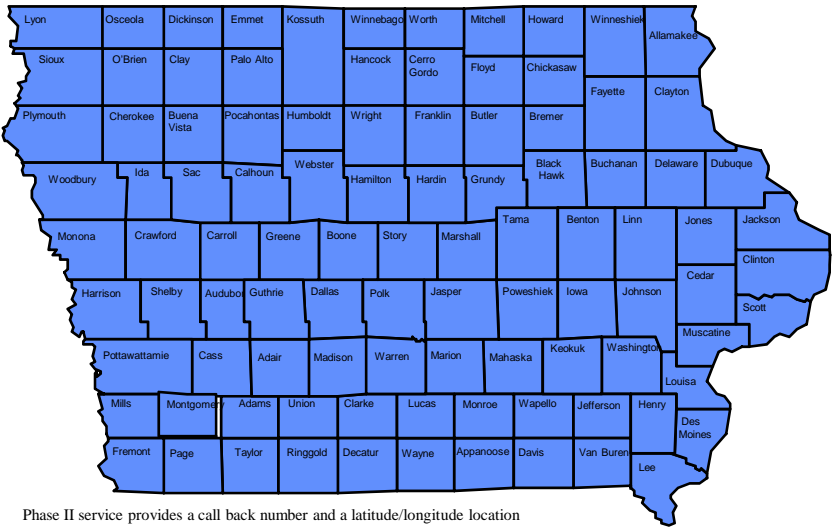 Lyon
Osceola
Dickinson
Emmet
Kossuth
Winnebago
Worth
Mitchell
Howard
Winneshiek
Allamakee
Sioux
O'Brien
Clay
Palo Alto
Hancock
Cerro
Gordo
Floyd
Chickasaw
Fayette
Clayton
Plymouth
Cherokee
Buena
Vista
Pocahontas
Humboldt
Wright
Franklin
Butler
Bremer
Woodbury
Ida
Sac
Calhoun
Webster
Hamilton
Hardin
Grundy
Black
Hawk
Buchanan
Delaware
Dubuque
Monona
Crawford
Carroll
Greene
Boone
Story
Marshall
Tama
Benton
Linn
Jones
Jackson
Clinton
Cedar
Harrison
Shelby
Audubon
Guthrie
Dallas
Polk
Jasper
Poweshiek
Iowa
Johnson
Scott
Muscatine
Pottawattamie
Cass
Adair
Madison
Warren
Marion
Mahaska
Keokuk
Washington
Louisa
Mills
Montgomery
Adams
Union
Clarke
Lucas
Monroe
Wapello
Jefferson
Henry
Des
Moines
Fremont
Page
Taylor
Ringgold
Decatur
Wayne
Appanoose
Davis
Van Buren
Lee
Phase II service provides a call back number and a latitude/longitude location